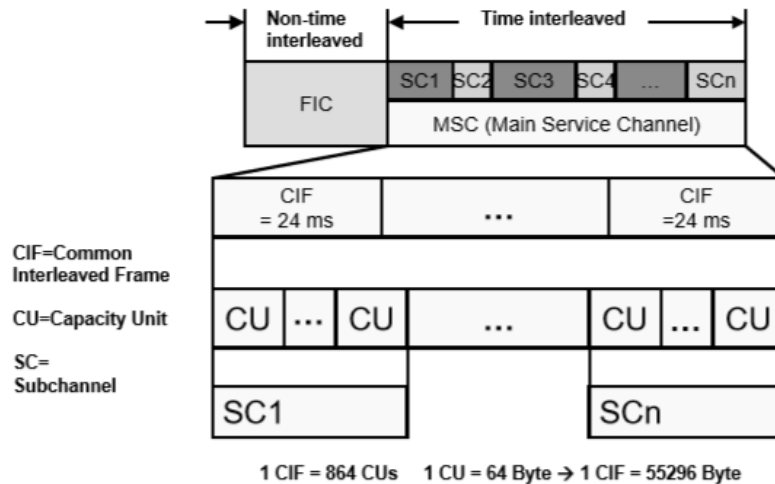 Non-time
interleaved
Time interleaved
FIC
SC1 SC2 SC3 SC4 ... SCn
MSC (Main Service Channel)
CIF
= 24 ms
...
CIF
=24 ms
CIF=Common
Interleaved Frame
CU=Capacity Unit
CU ... CU ... CU ... CU
SC=
Subchannel
SC1
SCn
1 CIF = 864 CUs 1 CU = 64 Byte → 1 CIF = 55296 Byte